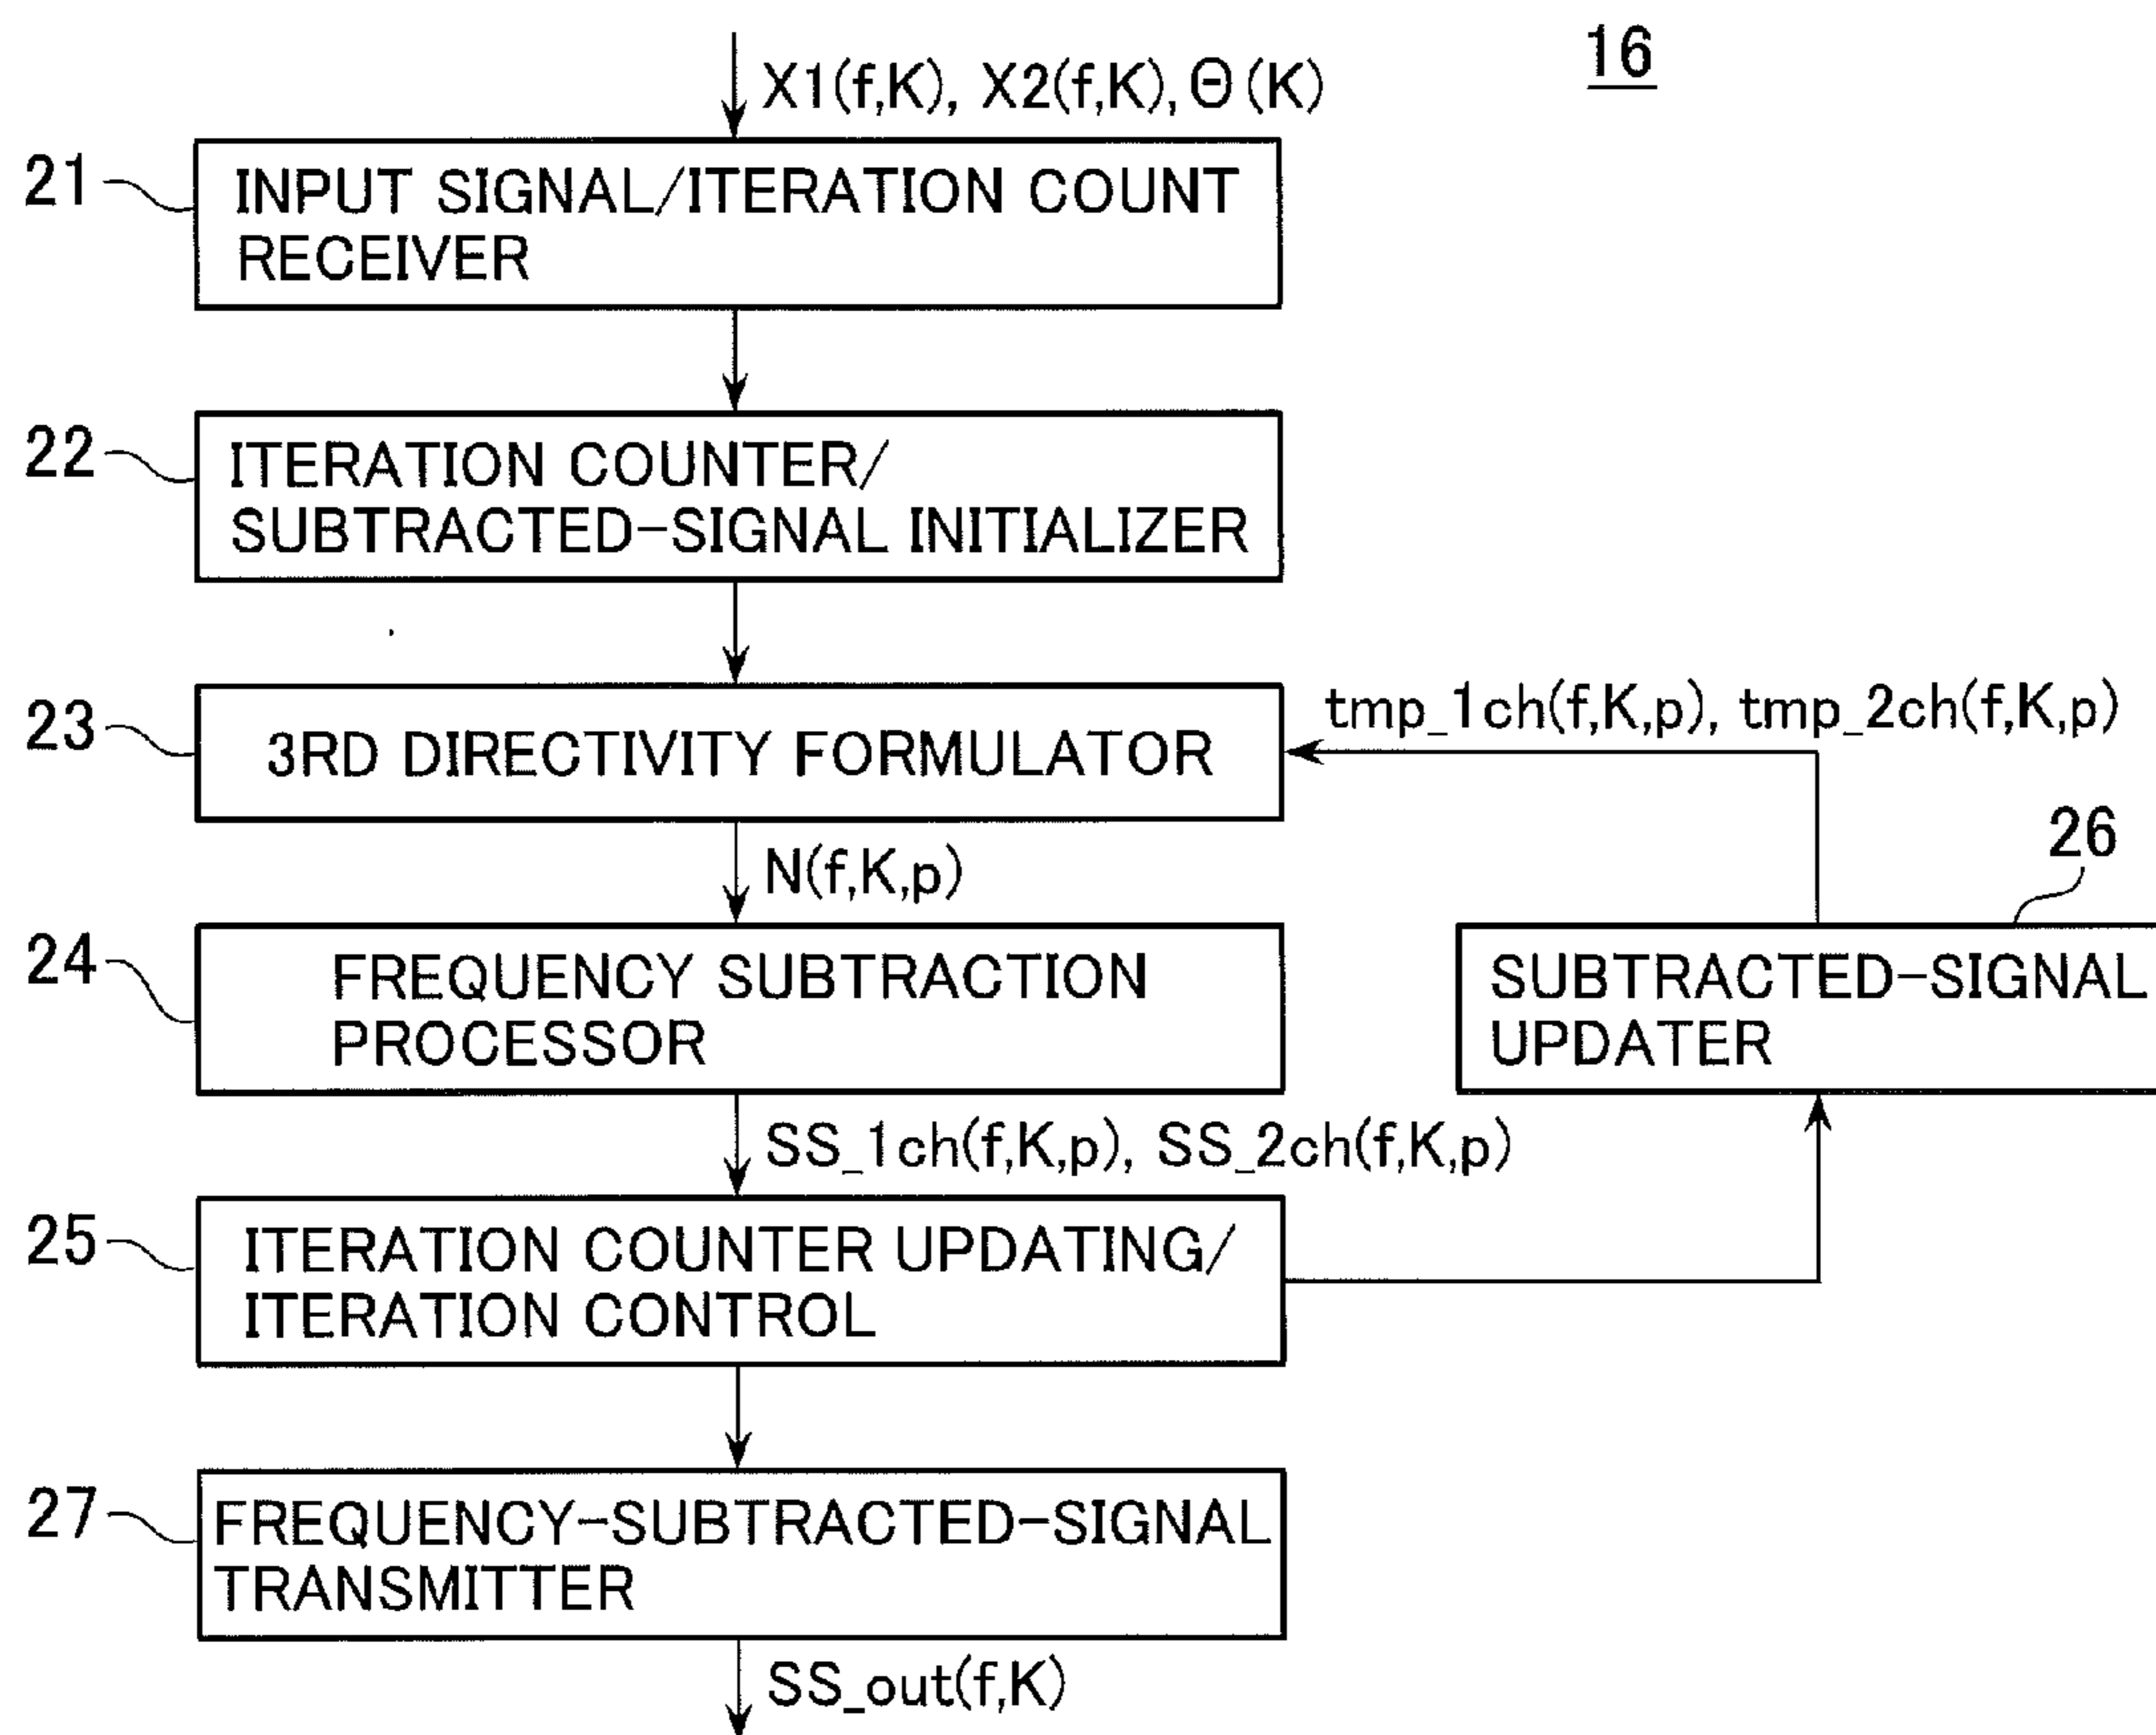 16
X1(f,K), X2(f,K), Θ(K)
21
INPUT SIGNAL/ITERATION COUNT
RECEIVER
22
ITERATION COUNTER/
SUBTRACTED-SIGNAL INITIALIZER
23
3RD DIRECTIVITY FORMULATOR
tmp_1ch(f,K,p), tmp_2ch(f,K,p)
N(f,K,p)
26
24
FREQUENCY SUBTRACTION
PROCESSOR
SUBTRACTED-SIGNAL
UPDATER
SS_1ch(f,K,p), SS_2ch(f,K,p)
25
ITERATION COUNTER UPDATING/
ITERATION CONTROL
27
FREQUENCY-SUBTRACTED-SIGNAL
TRANSMITTER
SS_out(f,K)